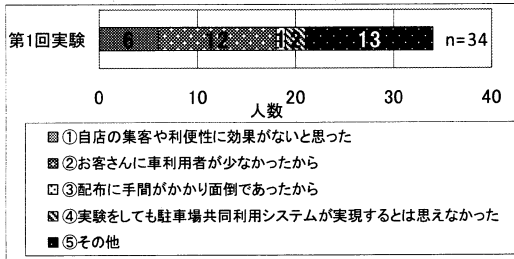 第1回実験
6 12 1 2 13
n=34
0 10 20 30 40
人数
①自店の集客や利便性に効果がないと思った
②お客さんに車利用者が少なかったから
③配布に手間がかかり面倒であったから
④実験をしても駐車場共同利用システムが実現するとは思えなかった
⑤その他